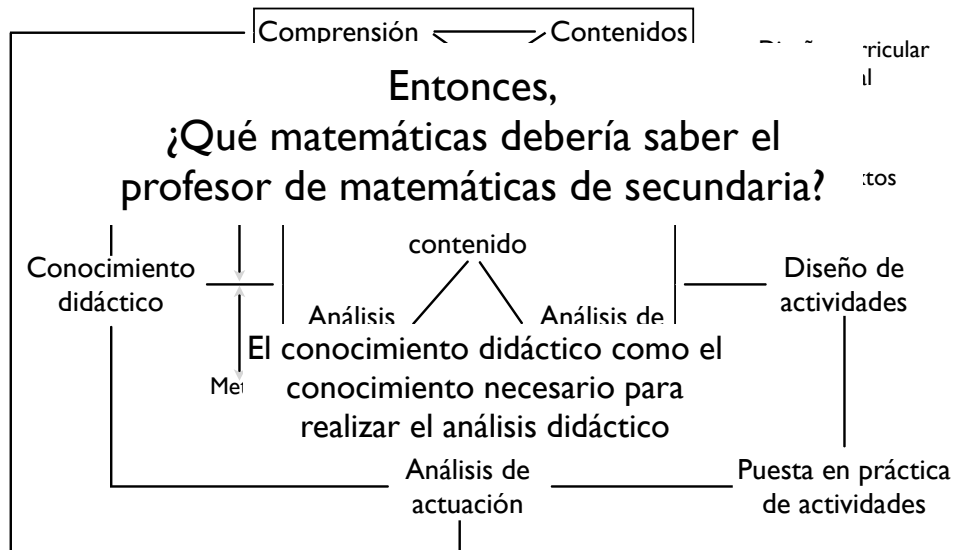 Comprensión
Contenidos
Entonces,
¿Qué matemáticas debería saber el
profesor de matemáticas de secundaria?
contenido
Conocimiento
didáctico
Diseño de
actividades
Análisis
Análisis de
El conocimiento didáctico como el
conocimiento necesario para
realizar el análisis didáctico
Análisis de
actuación
Puesta en práctica
de actividades